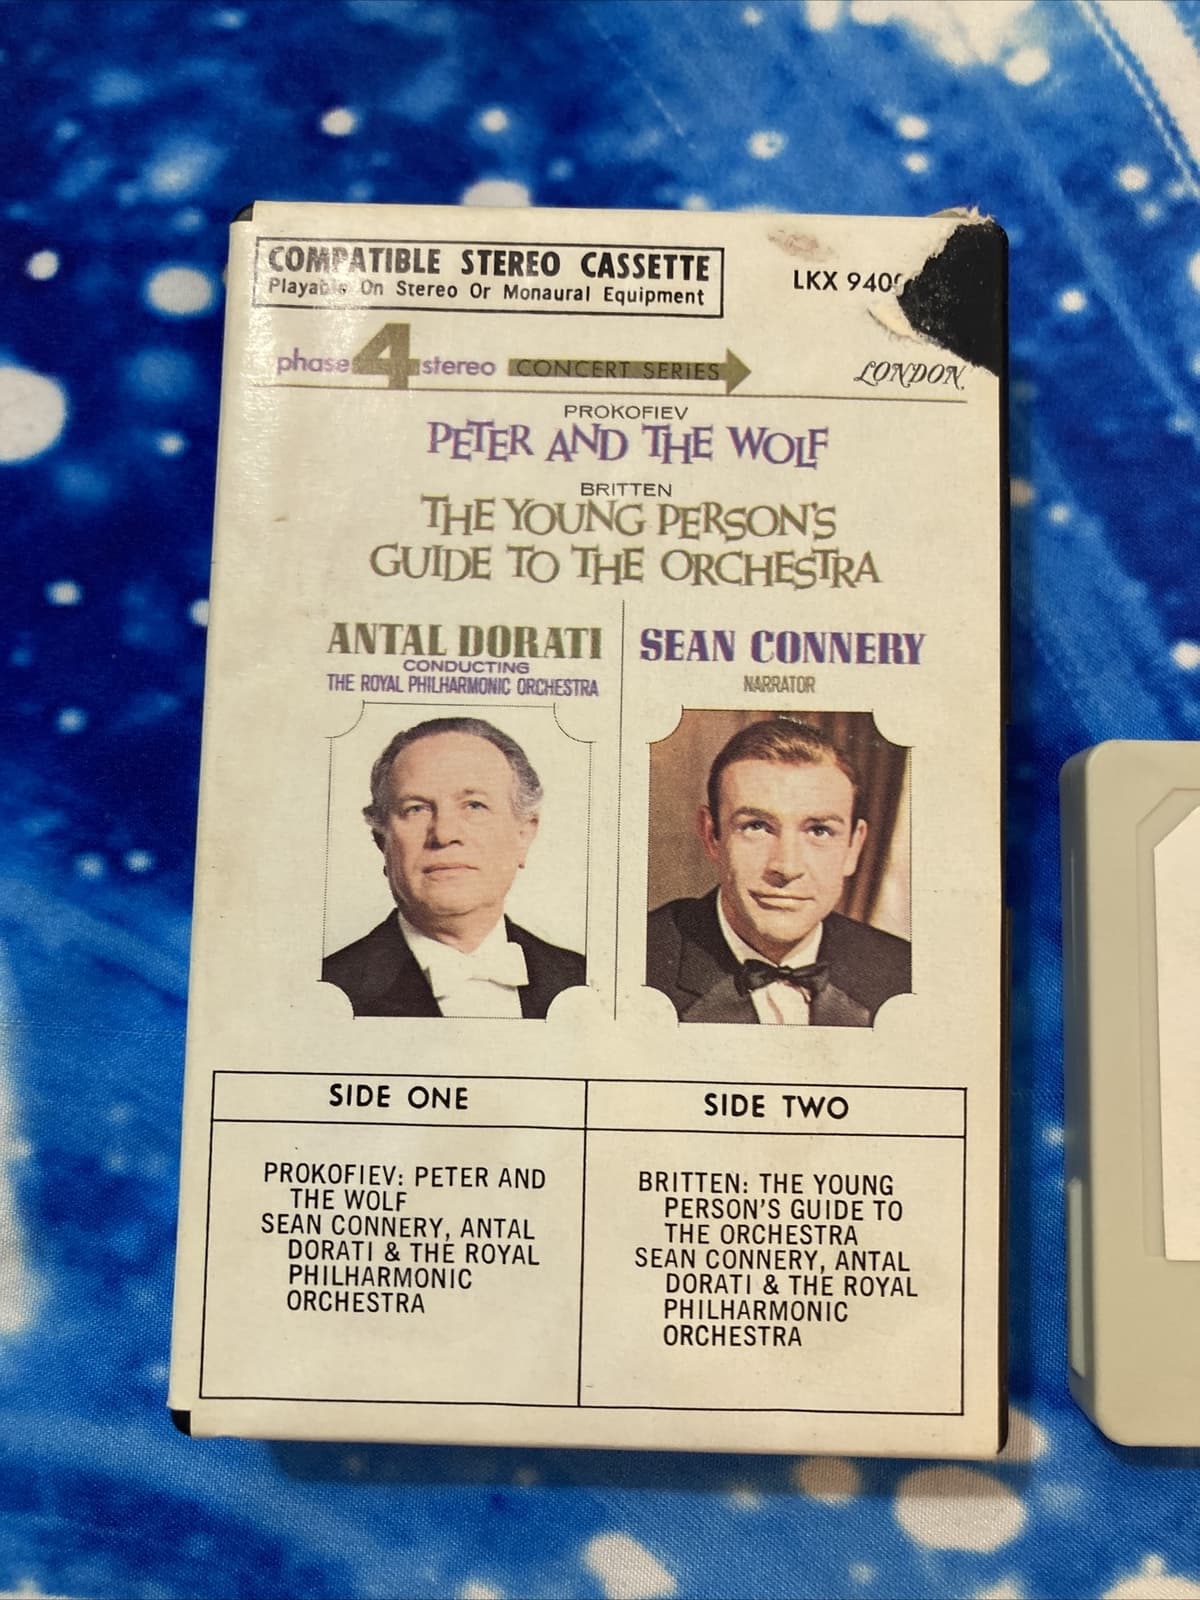 COMPATIBLE STEREO CASSETTE
Playable On Stereo Or Monaural Equipment
LKX
phase 4 stereo CONCERT SERIES
LONDON
PROKOFIEV
PETER AND THE WOLF
BRITTEN
THE YOUNG PERSON'S
GUIDE TO THE ORCHESTRA
ANTAL DORATI
CONDUCTING
THE ROYAL PHILHARMONIC ORCHESTRA
SEAN CONNERY
NARRATOR
SIDE ONE
PROKOFIEV: PETER AND
THE WOLF
SEAN CONNERY, ANTAL
DORATI & THE ROYAL
PHILHARMONIC
ORCHESTRA
SIDE TWO
BRITTEN: THE YOUNG
PERSON'S GUIDE TO
THE ORCHESTRA
SEAN CONNERY, ANTAL
DORATI & THE ROYAL
PHILHARMONIC
ORCHESTRA